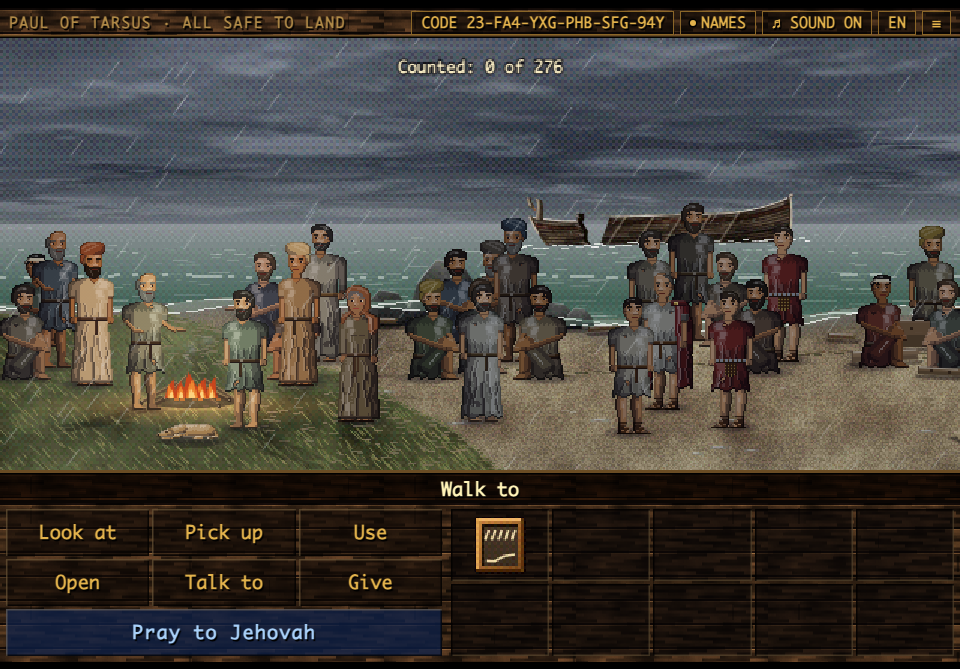 PAUL OF TARSUS · ALL SAFE TO LAND
CODE 23-FA4-YXG-PHB-SFG-94Y
• NAMES
♬ SOUND ON
EN
≡
Counted: 0 of 276
Walk to
Look at
Pick up
Use
Open
Talk to
Give
Pray to Jehovah